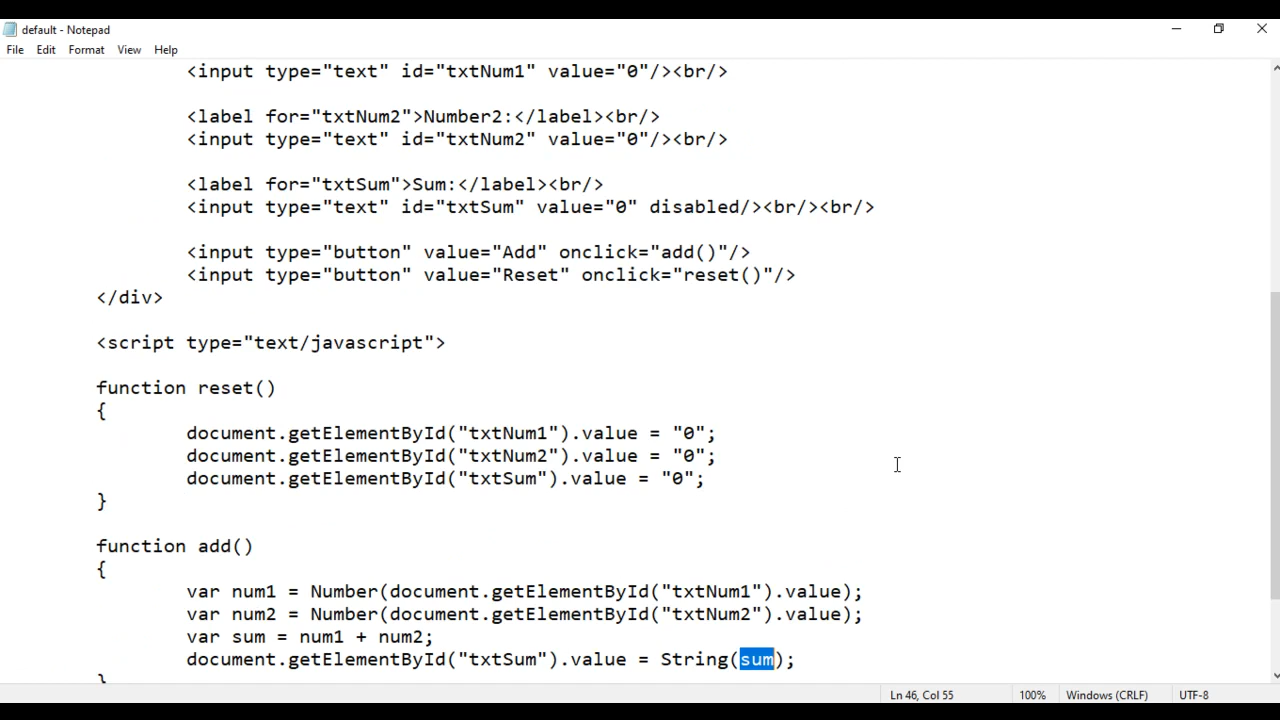 default - Notepad
File Edit Format View Help
<input type="text" id="txtNum1" value="0"/><br/>
<label for="txtNum2">Number2:</label><br/>
<input type="text" id="txtNum2" value="0"/><br/>
<label for="txtSum">Sum:</label><br/>
<input type="text" id="txtSum" value="0" disabled/><br/><br/>
<input type="button" value="Add" onclick="add()"/>
<input type="button" value="Reset" onclick="reset()"/>
</div>
<script type="text/javascript">
function reset()
{
document.getElementById("txtNum1").value = "0";
document.getElementById("txtNum2").value = "0";
document.getElementById("txtSum").value = "0";
}
function add()
{
var num1 = Number(document.getElementById("txtNum1").value);
var num2 = Number(document.getElementById("txtNum2").value);
var sum = num1 + num2;
document.getElementById("txtSum").value = String(sum);
}
Ln 46, Col 55 100% Windows (CRLF) UTF-8